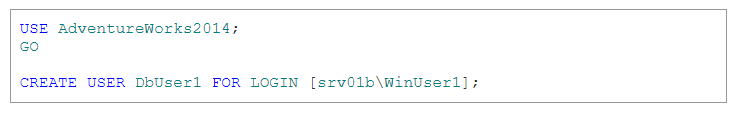 USE AdventureWorks2014;
GO
CREATE USER DbUser1 FOR LOGIN [srv01b\WinUser1];